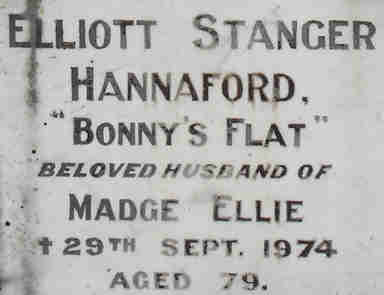 ELLIOTT STANGER
HANNAFORD,
"BONNY'S FLAT"
BELOVED HUSBAND OF
MADGE ELLIE
† 29TH SEPT. 1974
AGED 79.